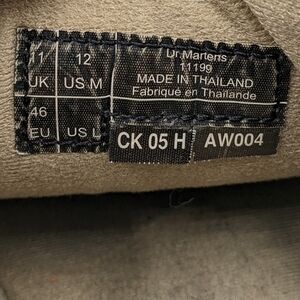 11 UK
12 US M
46 EU
US L
Dr.Martens
11199
MADE IN THAILAND
Fabriqué en Thaïlande
CK 05 H
AW004